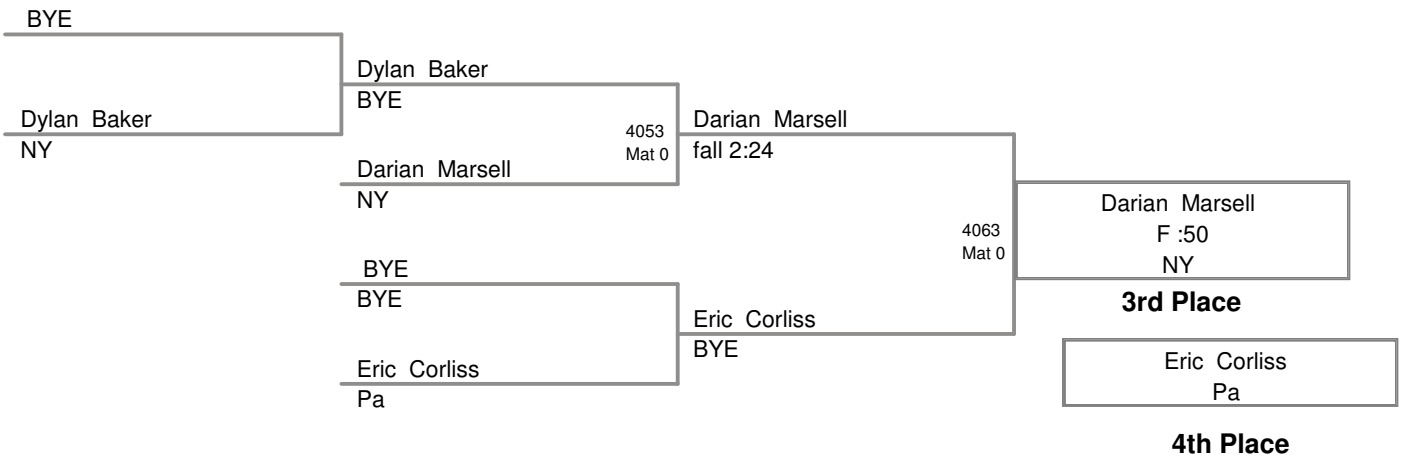 BYE
Dylan Baker
NY
Dylan Baker
BYE
Darian Marsell
NY
BYE
BYE
Eric Corliss
Pa
4053
Mat 0
Darian Marsell
fall 2:24
Eric Corliss
BYE
4063
Mat 0
Darian Marsell
F :50
NY
3rd Place
Eric Corliss
Pa
4th Place